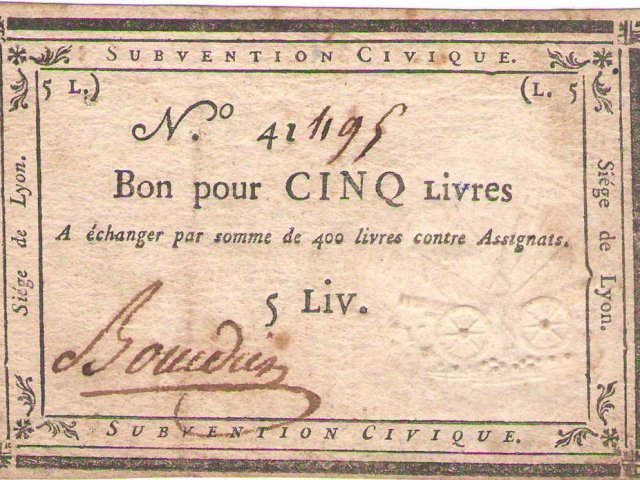 SUBVENTION CIVIQUE.
5 L.)
(L. 5
N.º 41195
Bon pour CINQ LIVRES
A échanger par somme de 400 livres contre Assignats.
5 LIV.
Siége de Lyon.
Siége de Lyon.
SUBVENTION CIVIQUE.